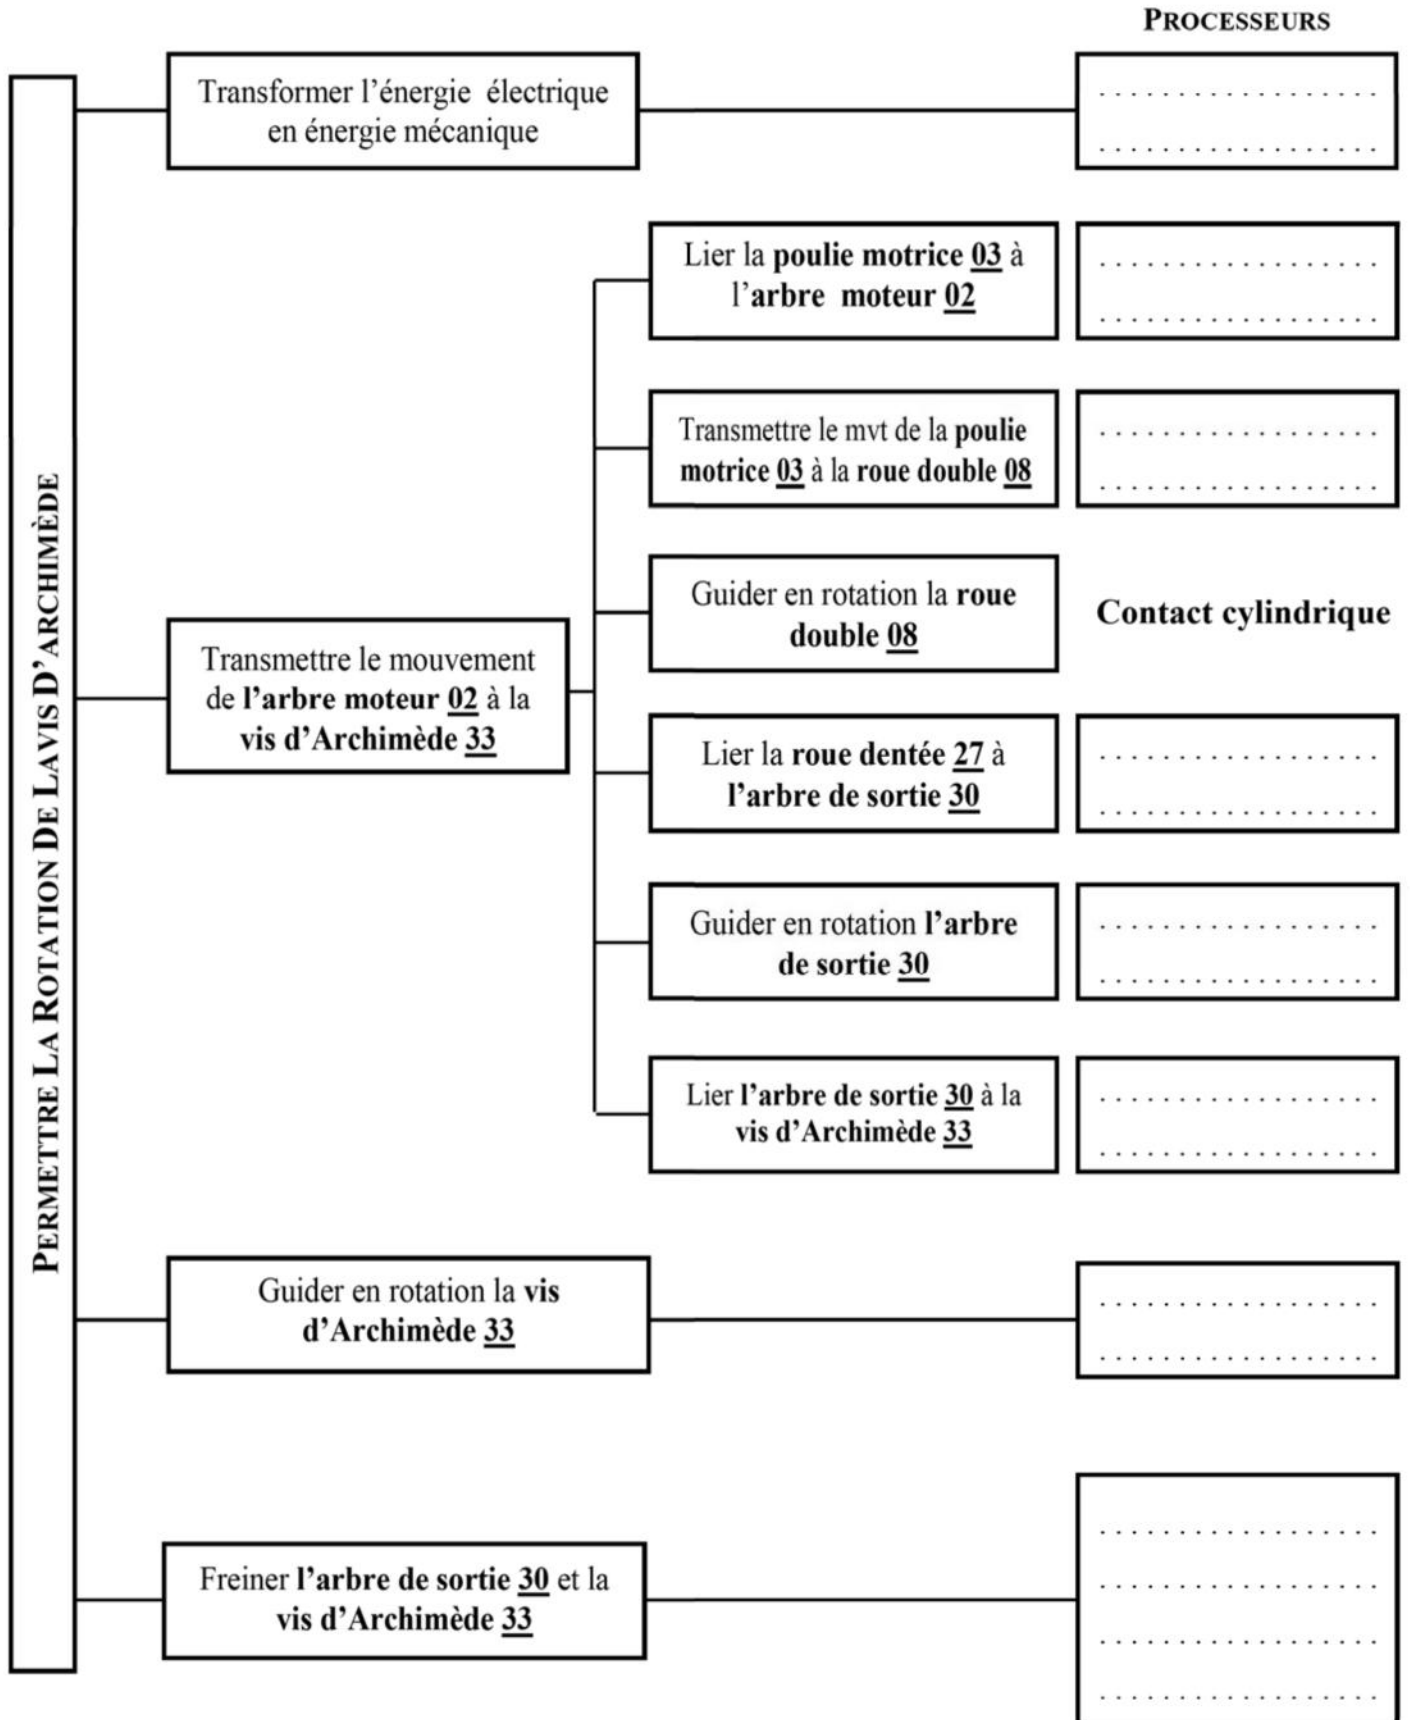 PROCESSEURS
Transformer l’énergie électrique
en énergie mécanique
. . . . . . . . . . . . . . . . . .
. . . . . . . . . . . . . . . . . .
Lier la poulie motrice 03 à
l’arbre moteur 02
. . . . . . . . . . . . . . . . . .
. . . . . . . . . . . . . . . . . .
Transmettre le mvt de la poulie
motrice 03 à la roue double 08
. . . . . . . . . . . . . . . . . .
. . . . . . . . . . . . . . . . . .
Guider en rotation la roue
double 08
Contact cylindrique
PERMETTRE LA ROTATION DE LAVIS D’ARCHIMÈDE
Transmettre le mouvement
de l’arbre moteur 02 à la
vis d’Archimède 33
Lier la roue dentée 27 à
l’arbre de sortie 30
. . . . . . . . . . . . . . . . . .
. . . . . . . . . . . . . . . . . .
Guider en rotation l’arbre
de sortie 30
. . . . . . . . . . . . . . . . . .
. . . . . . . . . . . . . . . . . .
Lier l’arbre de sortie 30 à la
vis d’Archimède 33
. . . . . . . . . . . . . . . . . .
. . . . . . . . . . . . . . . . . .
Guider en rotation la vis
d’Archimède 33
. . . . . . . . . . . . . . . . . .
. . . . . . . . . . . . . . . . . .
Freiner l’arbre de sortie 30 et la
vis d’Archimède 33
. . . . . . . . . . . . . . . . . .
. . . . . . . . . . . . . . . . . .
. . . . . . . . . . . . . . . . . .
. . . . . . . . . . . . . . . . . .